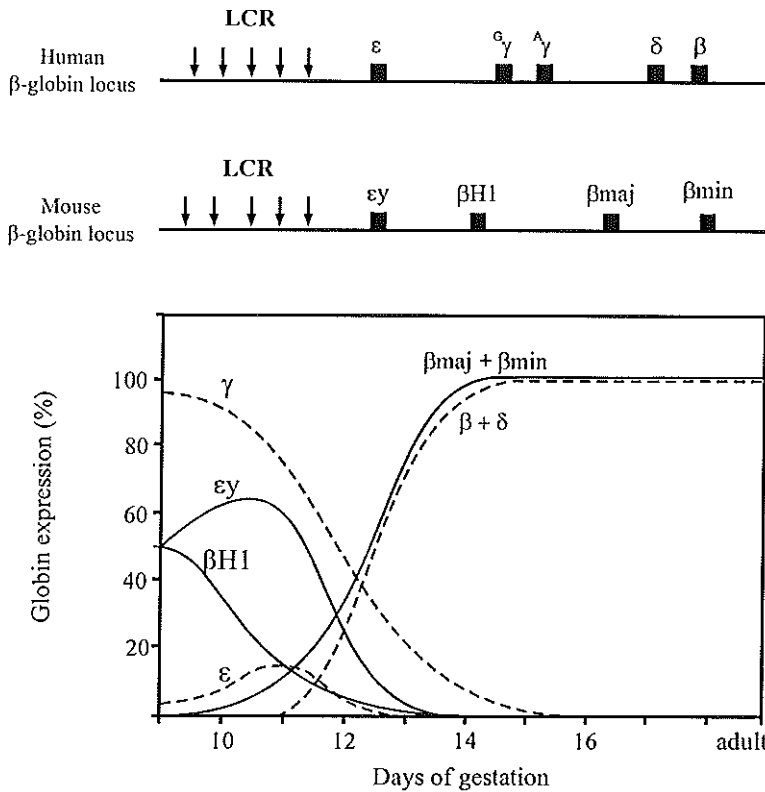 LCR
Human
β-globin locus
ε
Gγ
Aγ
δ
β
LCR
Mouse
β-globin locus
εy
βH1
βmaj
βmin
Globin expression (%)
100
80
60
40
20
γ
εy
βH1
ε
βmaj + βmin
β + δ
10
12
14
16
adult
Days of gestation